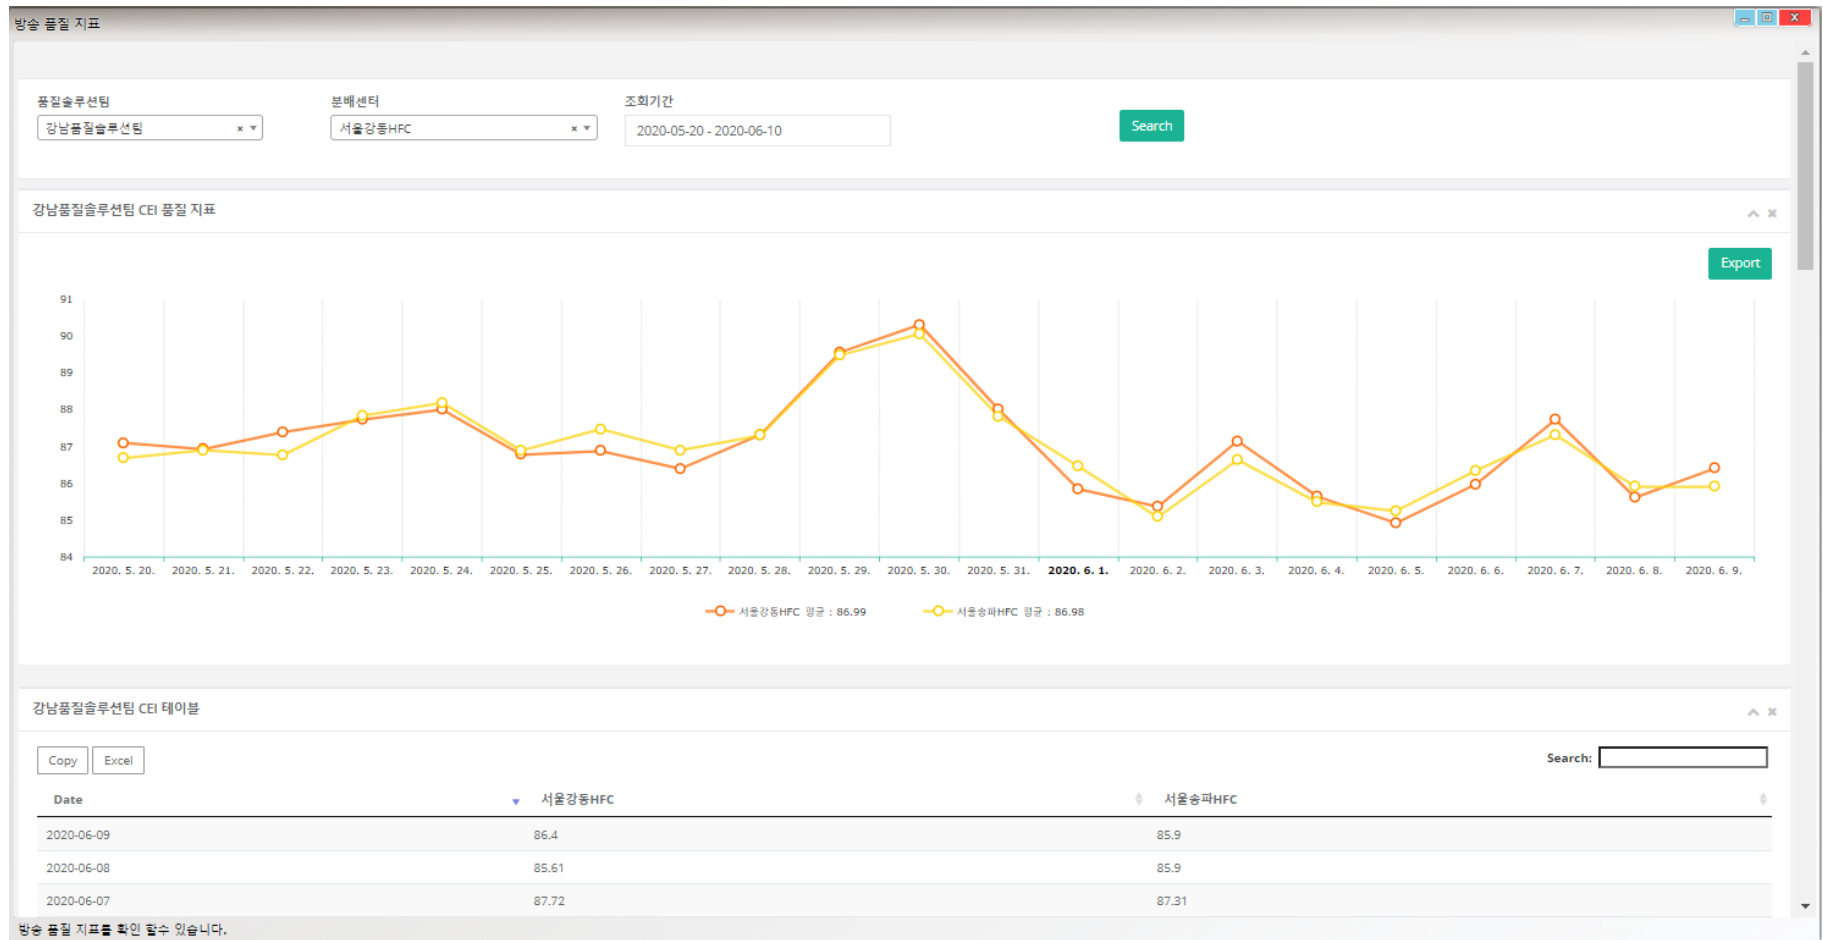 방송 품질 지표
품질솔루션팀 분배센터 조회기간
강남품질솔루션팀 × 서울강동HFC × 2020-05-20 - 2020-06-10 Search
강남품질솔루션팀 CEI 품질 지표
Export
91
90
89
88
87
86
85
84
2020. 5. 20. 2020. 5. 21. 2020. 5. 22. 2020. 5. 23. 2020. 5. 24. 2020. 5. 25. 2020. 5. 26. 2020. 5. 27. 2020. 5. 28. 2020. 5. 29. 2020. 5. 30. 2020. 5. 31. 2020. 6. 1. 2020. 6. 2. 2020. 6. 3. 2020. 6. 4. 2020. 6. 5. 2020. 6. 6. 2020. 6. 7. 2020. 6. 8. 2020. 6. 9.
서울강동HFC 평균 : 86.99 서울송파HFC 평균 : 86.98
강남품질솔루션팀 CEI 테이블
Copy Excel Search:
Date 서울강동HFC 서울송파HFC
2020-06-09 86.4 85.9
2020-06-08 85.61 85.9
2020-06-07 87.72 87.31
방송 품질 지표를 확인 할수 있습니다.